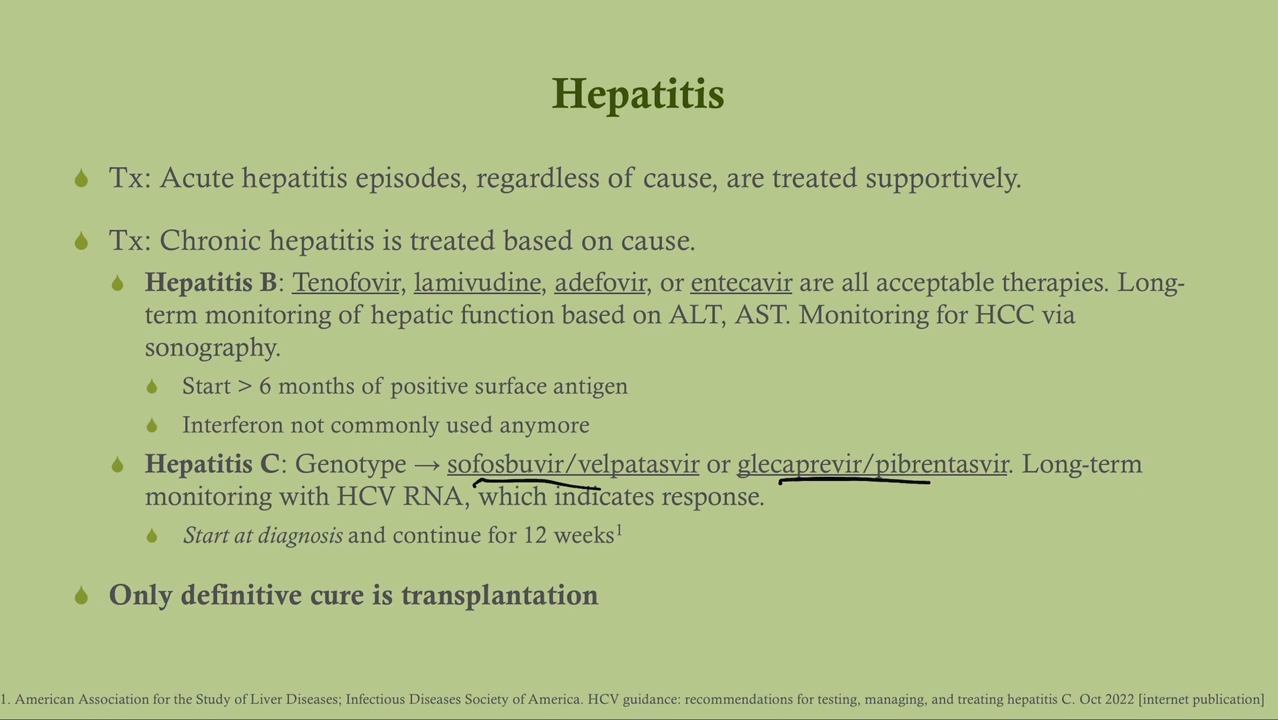 Hepatitis
Tx: Acute hepatitis episodes, regardless of cause, are treated supportively.
Tx: Chronic hepatitis is treated based on cause.
Hepatitis B: Tenofovir, lamivudine, adefovir, or entecavir are all acceptable therapies. Long-
term monitoring of hepatic function based on ALT, AST. Monitoring for HCC via
sonography.
Start > 6 months of positive surface antigen
Interferon not commonly used anymore
Hepatitis C: Genotype → sofosbuvir/velpatasvir or glecaprevir/pibrentasvir. Long-term
monitoring with HCV RNA, which indicates response.
Start at diagnosis and continue for 12 weeks¹
Only definitive cure is transplantation
1. American Association for the Study of Liver Diseases; Infectious Diseases Society of America. HCV guidance: recommendations for testing, managing, and treating hepatitis C. Oct 2022 [internet publication]